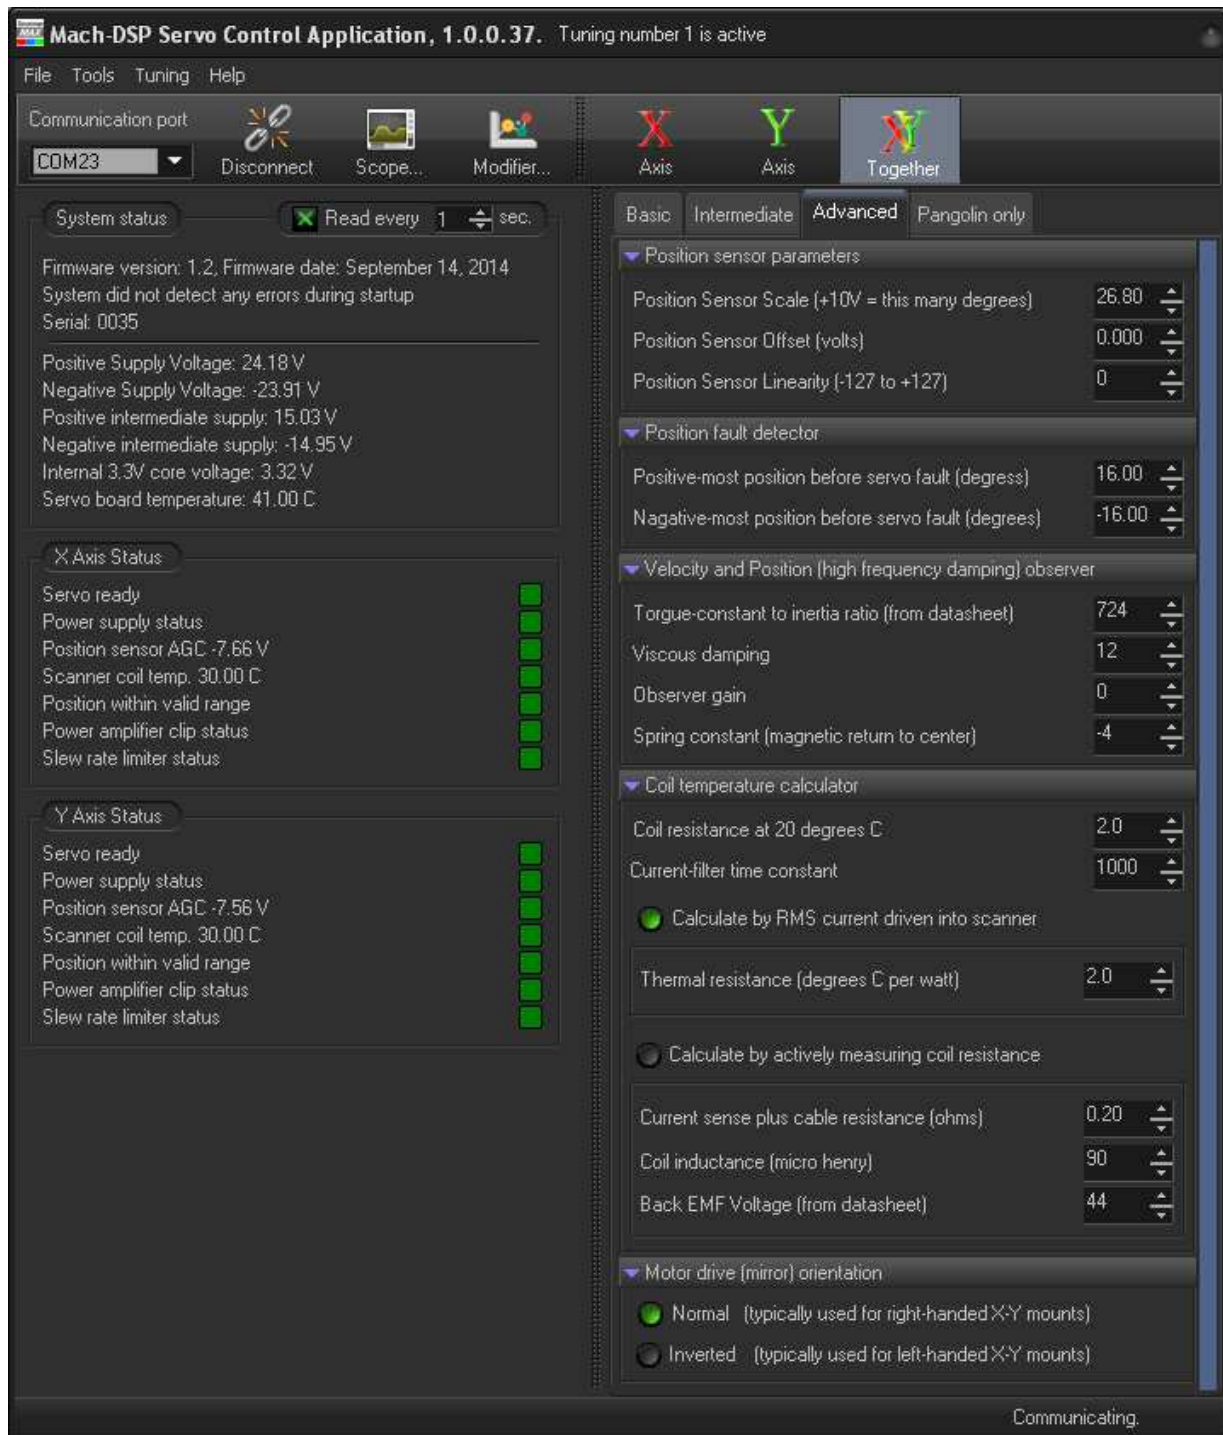 Mach-DSP Servo Control Application, 1.0.0.37. Tuning number 1 is active
File Tools Tuning Help
Communication port
COM23
Disconnect
Scope...
Modifier...
X
Axis
Y
Axis
XY
Together
System status
Read every 1 sec.
Firmware version: 1.2, Firmware date: September 14, 2014
System did not detect any errors during startup
Serial: 0035
Positive Supply Voltage: 24.18 V
Negative Supply Voltage: -23.91 V
Positive intermediate supply: 15.03 V
Negative intermediate supply: -14.95 V
Internal 3.3V core voltage: 3.32 V
Servo board temperature: 41.00 C
X Axis Status
Servo ready
Power supply status
Position sensor AGC -7.66 V
Scanner coil temp. 30.00 C
Position within valid range
Power amplifier clip status
Slew rate limiter status
Y Axis Status
Servo ready
Power supply status
Position sensor AGC -7.56 V
Scanner coil temp. 30.00 C
Position within valid range
Power amplifier clip status
Slew rate limiter status
Basic Intermediate Advanced Pangolin only
Position sensor parameters
Position Sensor Scale (+10V = this many degrees) 26.80
Position Sensor Offset (volts) 0.000
Position Sensor Linearity (-127 to +127) 0
Position fault detector
Positive-most position before servo fault (degress) 16.00
Nagative-most position before servo fault (degrees) -16.00
Velocity and Position (high frequency damping) observer
Torgue-constant to inertia ratio (from datasheet) 724
Viscous damping 12
Observer gain 0
Spring constant (magnetic return to center) -4
Coil temperature calculator
Coil resistance at 20 degrees C 2.0
Current-filter time constant 1000
Calculate by RMS current driven into scanner
Thermal resistance (degrees C per watt) 2.0
Calculate by actively measuring coil resistance
Current sense plus cable resistance (ohms) 0.20
Coil inductance (micro henry) 90
Back EMF Voltage (from datasheet) 44
Motor drive (mirror) orientation
Normal (typically used for right-handed X-Y mounts)
Inverted (typically used for left-handed X-Y mounts)
Communicating.